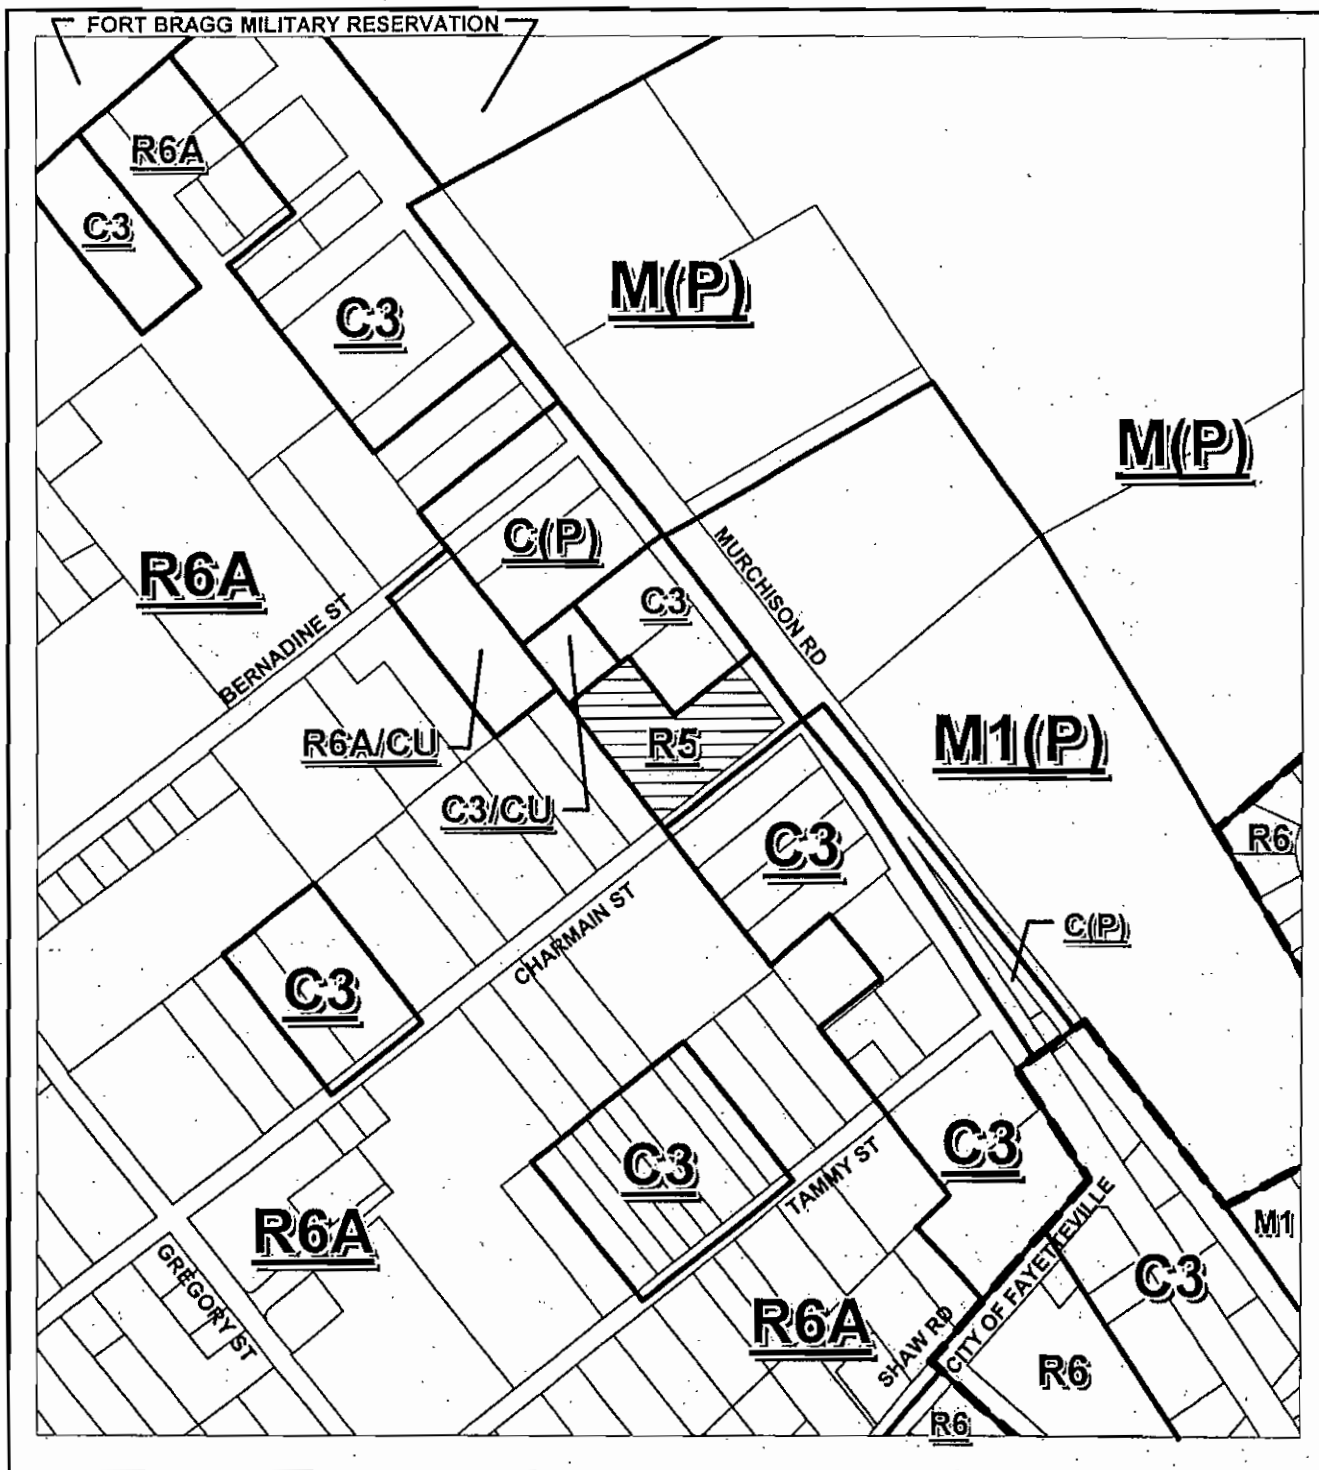 FORT BRAGG MILITARY RESERVATION
R6A
C3
M(P)
C3
M(P)
C(P)
MURCHISON RD
R6A
C3
BERNADINE ST
R6A/CU
R5
M1(P)
C3/CU
R6
C3
C(P)
CHARMAIN ST
C3
C3
C3
TAMMY ST
R6A
GREGORY ST
M1
C3
R6A
SHAW RD
CITY OF FAYETTEVILLE
R6
R6